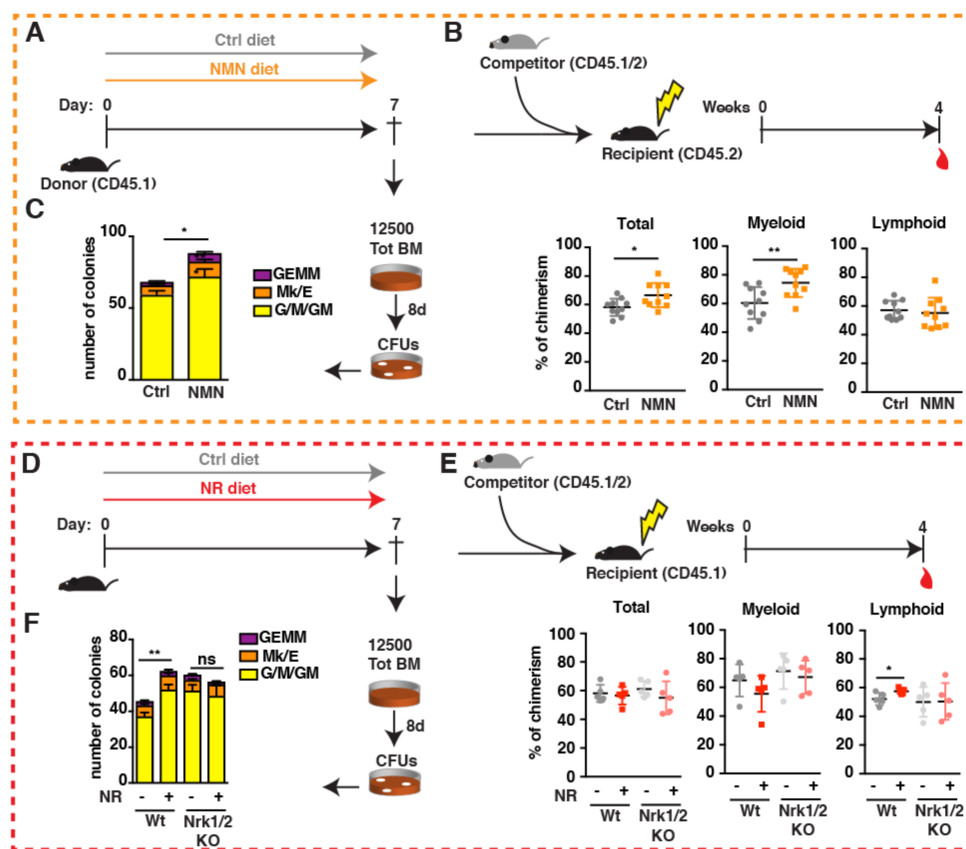 A
Ctrl diet
NMN diet
Day: 0
7
Donor (CD45.1)
B
Competitor (CD45.1/2)
Recipient (CD45.2)
Weeks 0
4
C
number of colonies
100
50
0
Ctrl NMN
*
GEMM
Mk/E
G/M/GM
12500
Tot BM
8d
CFUs
% of chimerism
Total
100
80
60
40
20
0
*
Ctrl NMN
Myeloid
100
80
60
40
20
0
**
Ctrl NMN
Lymphoid
100
80
60
40
20
0
Ctrl NMN
D
Ctrl diet
NR diet
Day: 0
7
E
Competitor (CD45.1/2)
Recipient (CD45.1)
Weeks 0
4
F
number of colonies
80
60
40
20
0
** ns
NR - + - +
Wt Nrk1/2
KO
GEMM
Mk/E
G/M/GM
12500
Tot BM
8d
CFUs
% of chimerism
Total
100
80
60
40
20
0
NR - + - +
Wt Nrk1/2
KO
Myeloid
100
80
60
40
20
0
- + - +
Wt Nrk1/2
KO
Lymphoid
100
80
60
40
20
0
*
- + - +
Wt Nrk1/2
KO